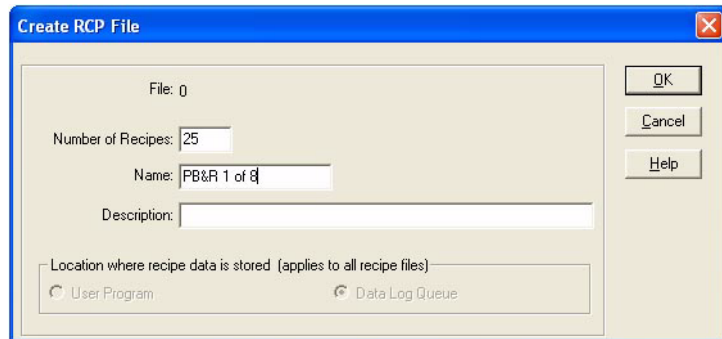 Create RCP File
File: 0
OK
Number of Recipes: 25
Cancel
Name: PB&R 1 of 8
Help
Description:
Location where recipe data is stored (applies to all recipe files)
User Program Data Log Queue